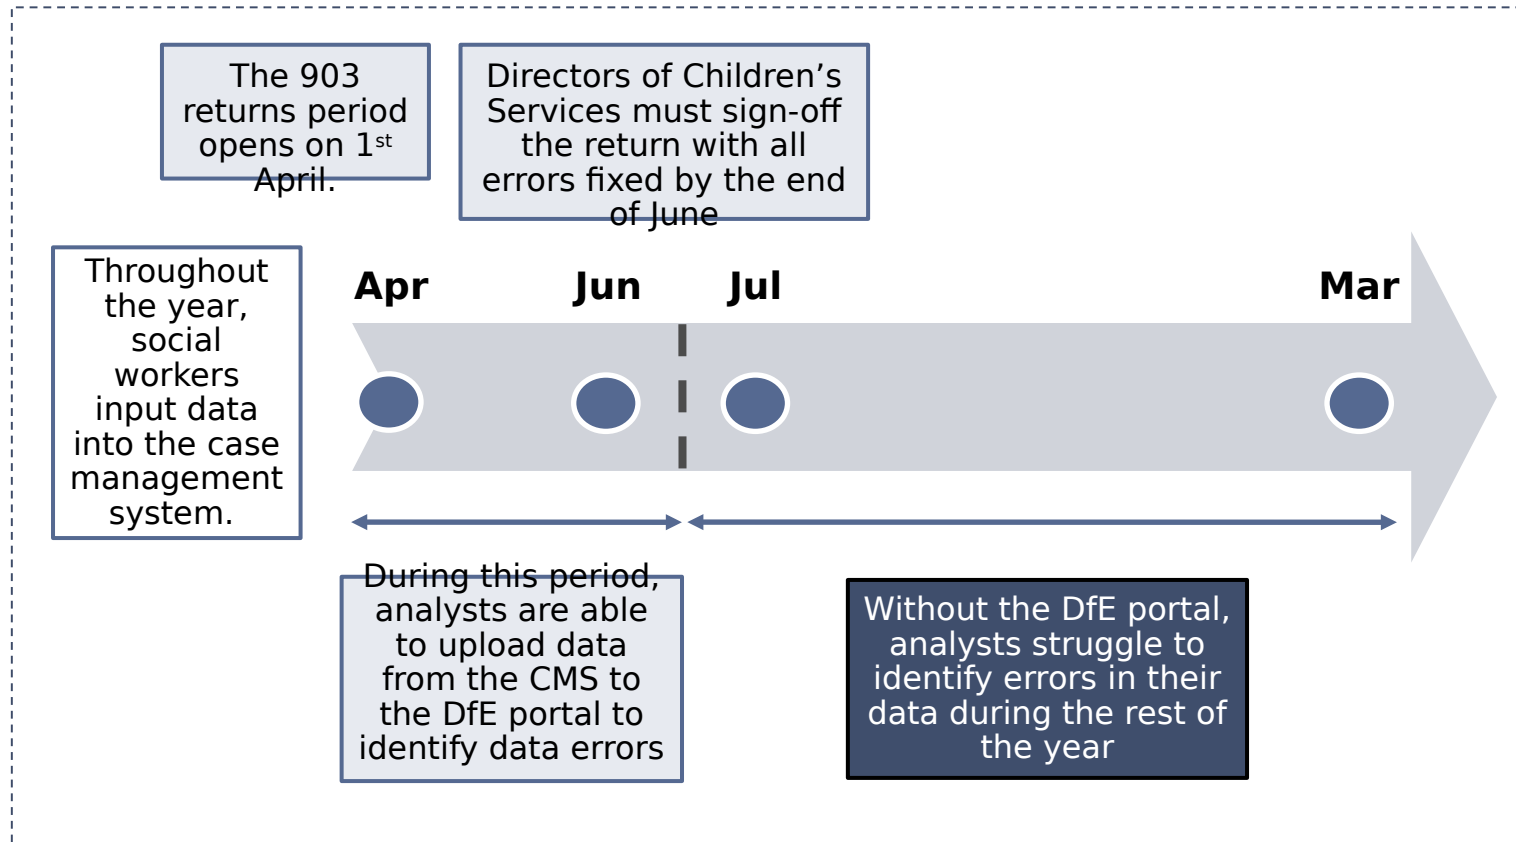 The 903
returns period
opens on 1st
April.
Directors of Children’s
Services must sign-off
the return with all
errors fixed by the end
of June
Throughout
the year,
social
workers
input data
into the case
management
system.
Apr
Jun
Jul
Mar
During this period,
analysts are able
to upload data
from the CMS to
the DfE portal to
identify data errors
Without the DfE portal,
analysts struggle to
identify errors in their
data during the rest of
the year